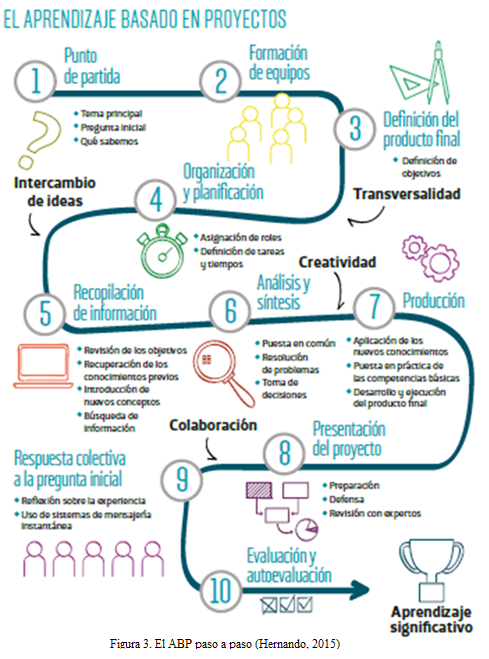 EL APRENDIZAJE BASADO EN PROYECTOS
1
Punto
de partida
• Tema principal
• Pregunta inicial
• Qué sabemos
2
Formación
de equipos
3
Definición del
producto final
• Definición de
objetivos
Intercambio
de ideas
4
Organización
y planificación
• Asignación de roles
• Definición de tareas
y tiempos
Transversalidad
Creatividad
5
Recopilación
de información
• Revisión de los objetivos
• Recuperación de los
conocimientos previos
• Introducción de
nuevos conceptos
• Búsqueda de
información
6
Análisis y
síntesis
• Puesta en común
• Resolución
de problemas
• Toma de
decisiones
7
Producción
• Aplicación de los
nuevos conocimientos
• Puesta en práctica de
las competencias básicas
• Desarrollo y ejecución
del producto final
Colaboración
8
Presentación
del proyecto
• Preparación
• Defensa
• Revisión con expertos
9
Respuesta colectiva
a la pregunta inicial
• Reflexión sobre la experiencia
• Uso de sistemas de mensajería
instantánea
10
Evaluación y
autoevaluación
Aprendizaje
significativo
Figura 3. El ABP paso a paso (Hernando, 2015)